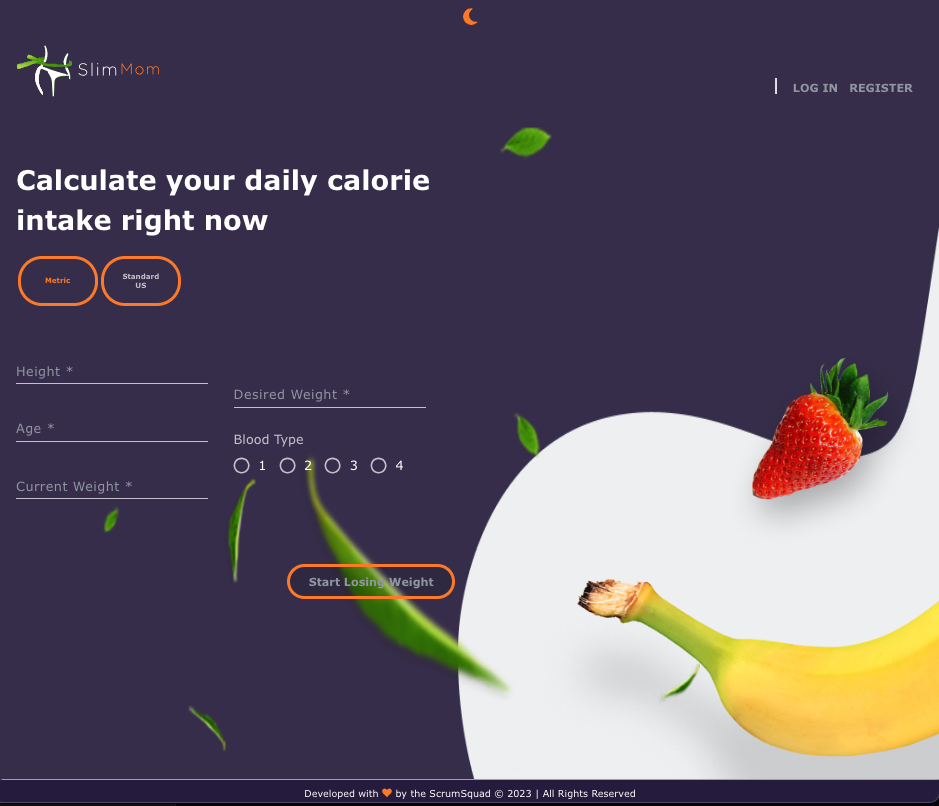 SlimMom
LOG IN REGISTER
Calculate your daily calorie
intake right now
Metric
Standard
US
Height *
Age *
Current Weight *
Desired Weight *
Blood Type
1 2 3 4
Start Losing Weight
Developed with by the ScrumSquad © 2023 | All Rights Reserved